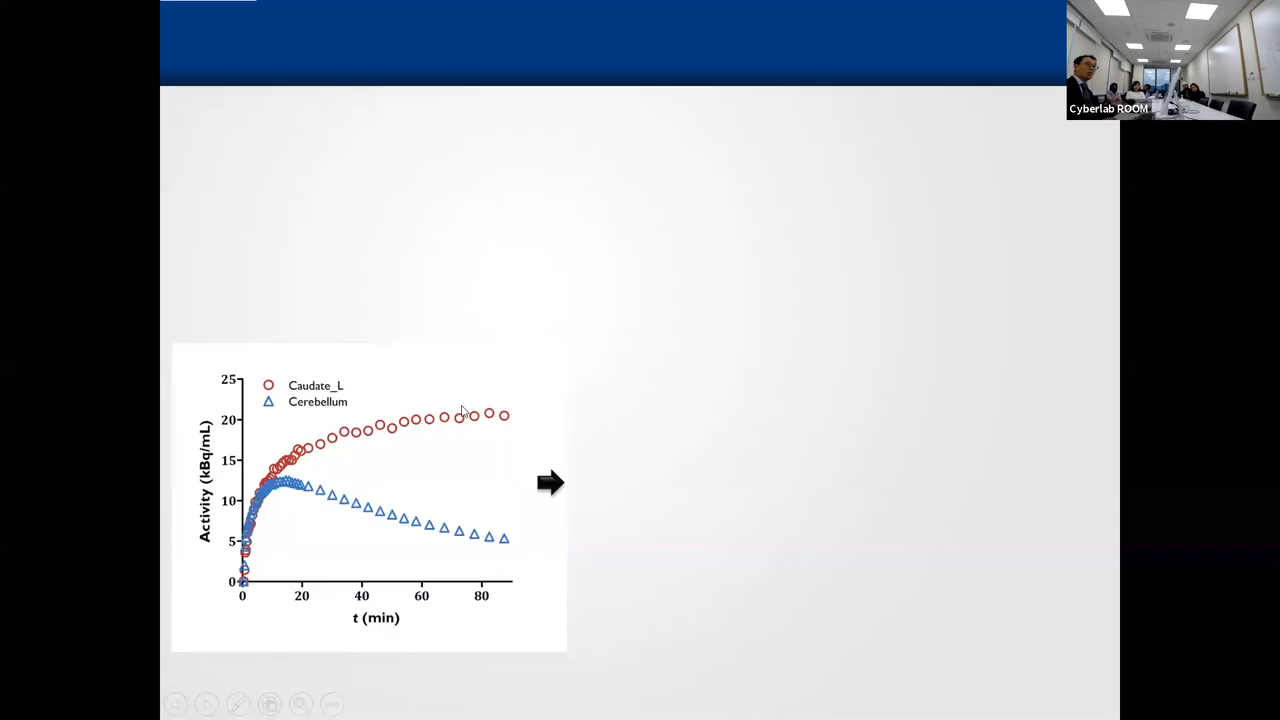 Cyberlab ROOM
Caudate_L
Cerebellum
25
20
15
10
5
0
Activity (kBq/mL)
0 20 40 60 80
t (min)